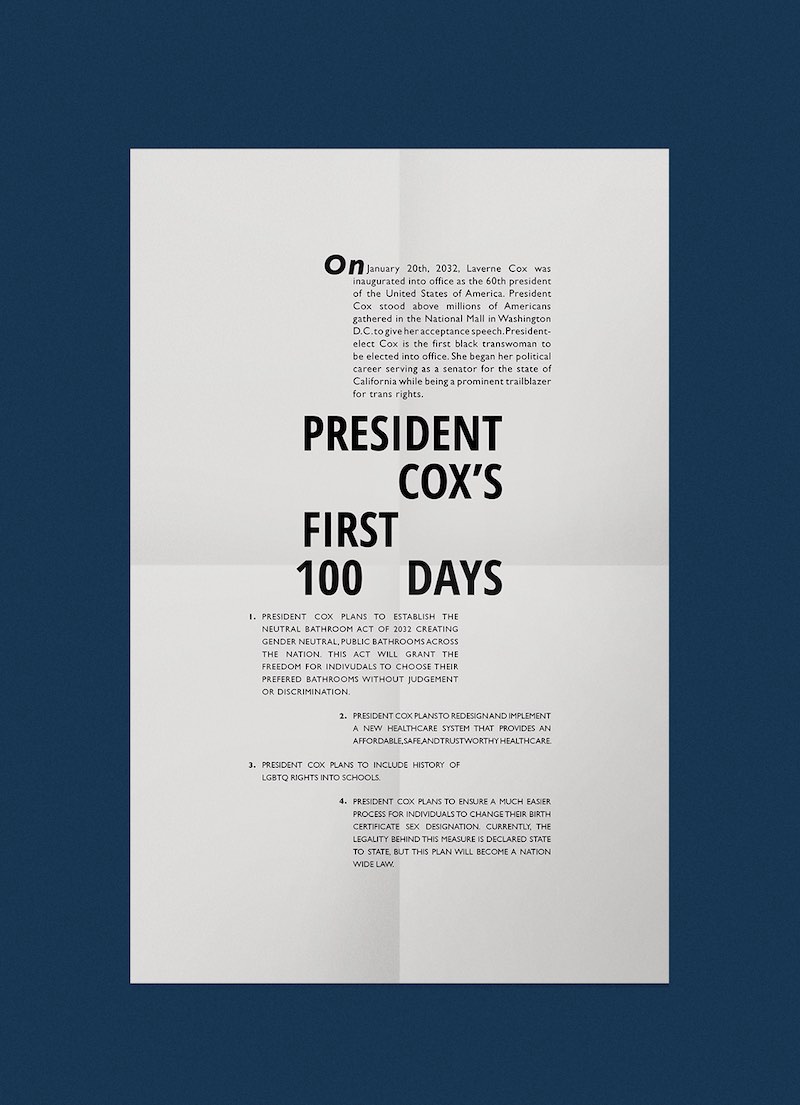 On January 20th, 2032, Laverne Cox was
inaugurated into office as the 60th president
of the United States of America. President
Cox stood above millions of Americans
gathered in the National Mall in Washington
D.C. to give her acceptance speech. President-
elect Cox is the first black transwoman to
be elected into office. She began her political
career serving as a senator for the state of
California while being a prominent trailblazer
for trans rights.
PRESIDENT
COX'S
FIRST
100 DAYS
1. PRESIDENT COX PLANS TO ESTABLISH THE
NEUTRAL BATHROOM ACT OF 2032 CREATING
GENDER NEUTRAL, PUBLIC BATHROOMS ACROSS
THE NATION. THIS ACT WILL GRANT THE
FREEDOM FOR INDIVUDALS TO CHOOSE THEIR
PREFERED BATHROOMS WITHOUT JUDGEMENT
OR DISCRIMINATION.
2. PRESIDENT COX PLANS TO REDESIGN AND IMPLEMENT
A NEW HEALTHCARE SYSTEM THAT PROVIDES AN
AFFORDABLE, SAFE, AND TRUSTWORTHY HEALTHCARE.
3. PRESIDENT COX PLANS TO INCLUDE HISTORY OF
LGBTQ RIGHTS INTO SCHOOLS.
4. PRESIDENT COX PLANS TO ENSURE A MUCH EASIER
PROCESS FOR INDIVIDUALS TO CHANGE THEIR BIRTH
CERTIFICATE SEX DESIGNATION. CURRENTLY, THE
LEGALITY BEHIND THIS MEASURE IS DECLARED STATE
TO STATE, BUT THIS PLAN WILL BECOME A NATION
WIDE LAW.